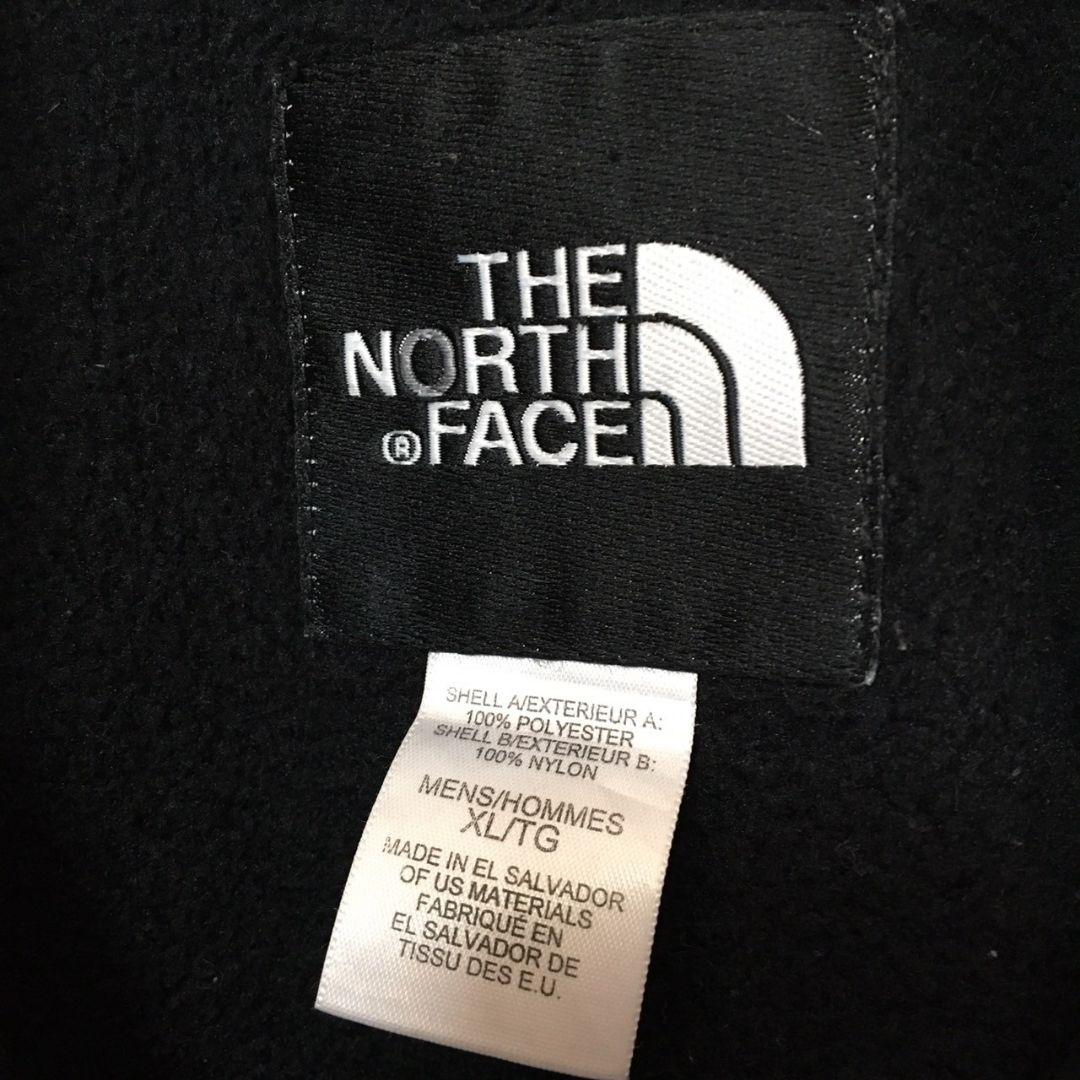 THE
NORTH
®FACE
SHELL A/EXTERIEUR A:
100% POLYESTER
SHELL B/EXTERIEUR B:
100% NYLON
MENS/HOMMES
XL/TG
MADE IN EL SALVADOR
OF US MATERIALS
FABRIQUÉ EN
EL SALVADOR DE
TISSU DES E.U.